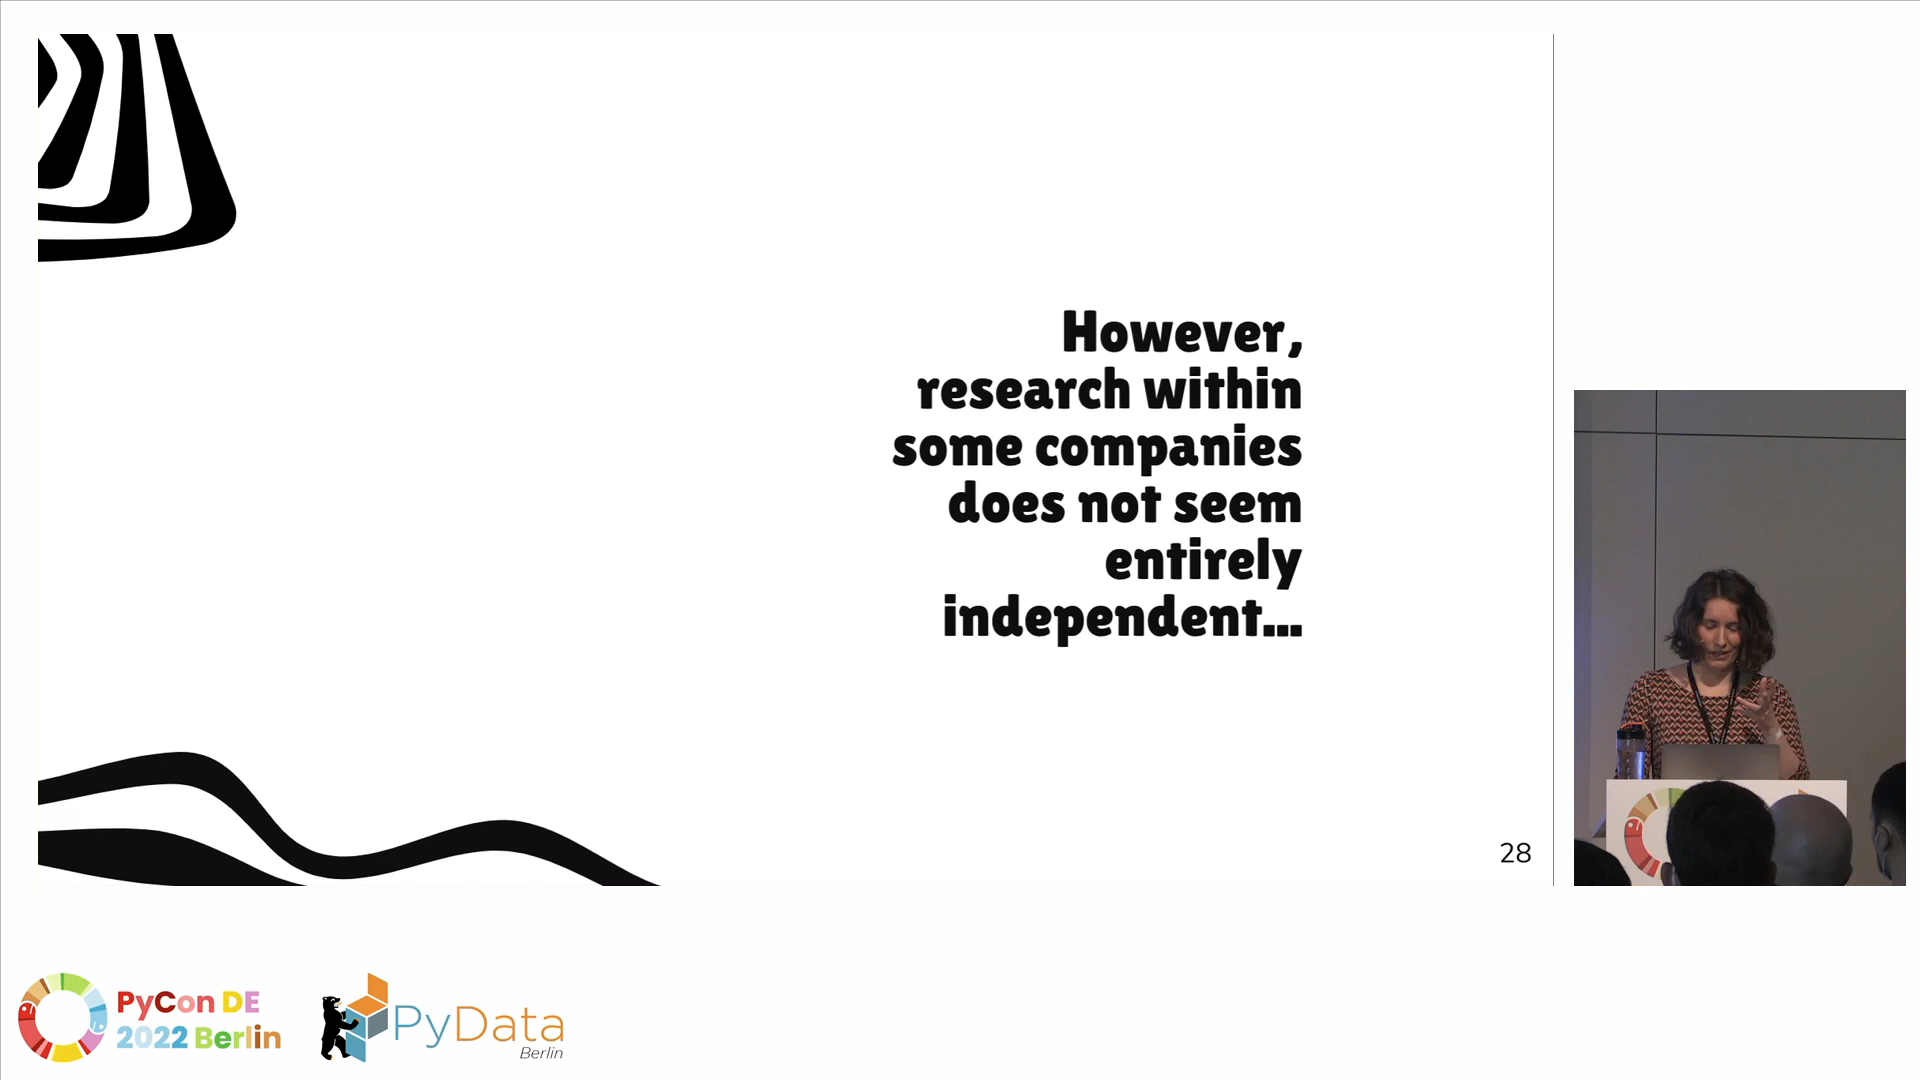 However,
research within
some companies
does not seem
entirely
independent...
28
PyCon DE
2022 Berlin
PyData
Berlin